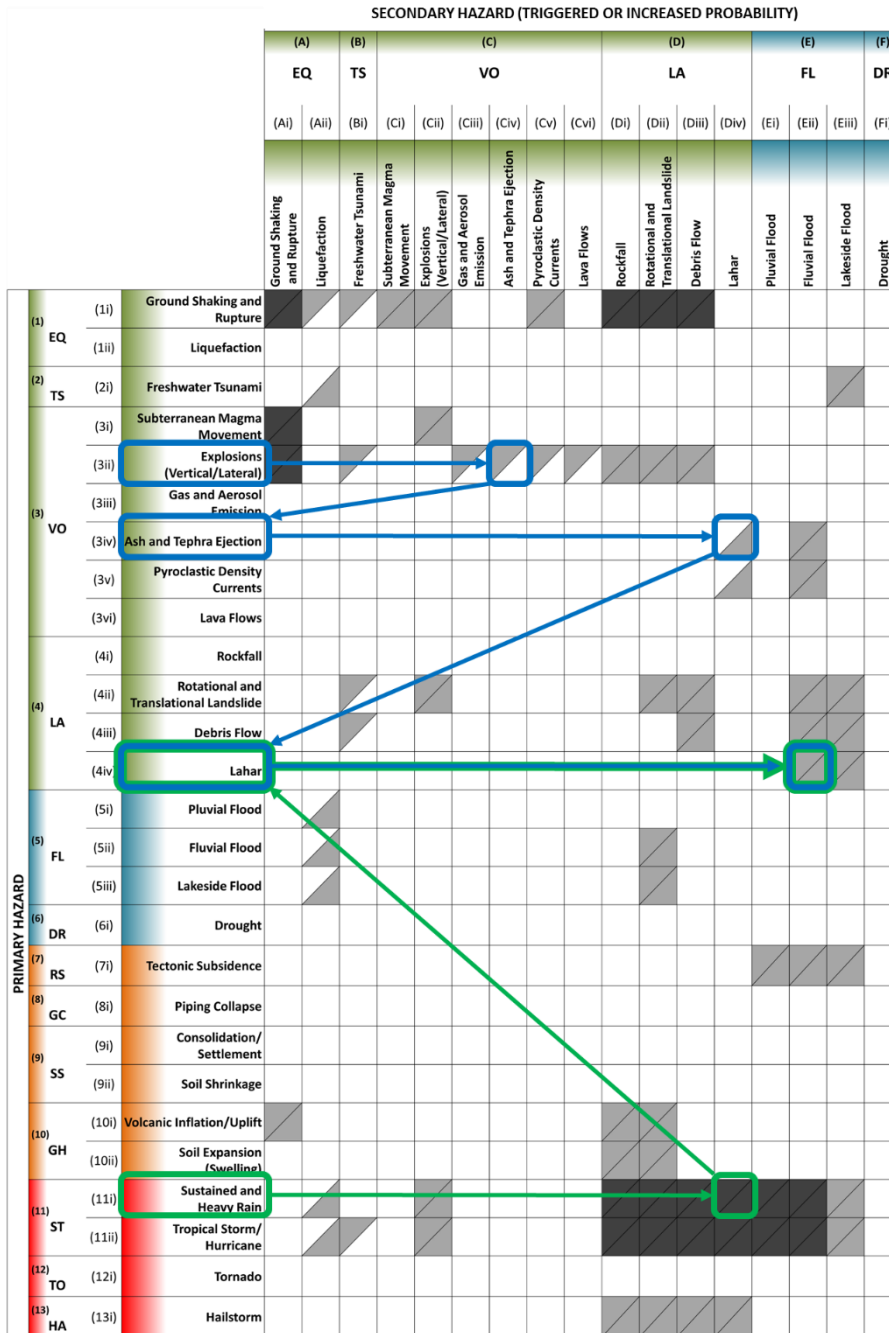 SECONDARY HAZARD (TRIGGERED OR INCREASED PROBABILITY)
(A) (B) (C) (D) (E) (F)
EQ TS VO LA FL DR
(Ai) (Aii) (Bi) (Ci) (Cii) (Ciii) (Civ) (Cv) (Cvi) (Di) (Dii) (Diii) (Div) (Ei) (Eii) (Eiii) (Fi)
Ground Shaking
and Rupture
Liquefaction
Freshwater Tsunami
Subterranean Magma
Movement
Explosions
(Vertical/Lateral)
Gas and Aerosol
Emission
Ash and Tephra Ejection
Pyroclastic Density
Currents
Lava Flows
Rockfall
Rotational and
Translational Landslide
Debris Flow
Lahar
Pluvial Flood
Fluvial Flood
Lakeside Flood
Drought
PRIMARY HAZARD
(1) EQ
(1i) Ground Shaking and
Rupture
(1ii) Liquefaction
(2) TS
(2i) Freshwater Tsunami
(3) VO
(3i) Subterranean Magma
Movement
(3ii) Explosions
(Vertical/Lateral)
(3iii) Gas and Aerosol
Emission
(3iv) Ash and Tephra Ejection
(3v) Pyroclastic Density
Currents
(3vi) Lava Flows
(4) LA
(4i) Rockfall
(4ii) Rotational and
Translational Landslide
(4iii) Debris Flow
(4iv) Lahar
(5) FL
(5i) Pluvial Flood
(5ii) Fluvial Flood
(5iii) Lakeside Flood
(6) DR
(6i) Drought
(7) RS
(7i) Tectonic Subsidence
(8) GC
(8i) Piping Collapse
(9) SS
(9i) Consolidation/
Settlement
(9ii) Soil Shrinkage
(10) GH
(10i) Volcanic Inflation/Uplift
(10ii) Soil Expansion
(Swelling)
(11) ST
(11i) Sustained and
Heavy Rain
(11ii) Tropical Storm/
Hurricane
(12) TO
(12i) Tornado
(13) HA
(13i) Hailstorm